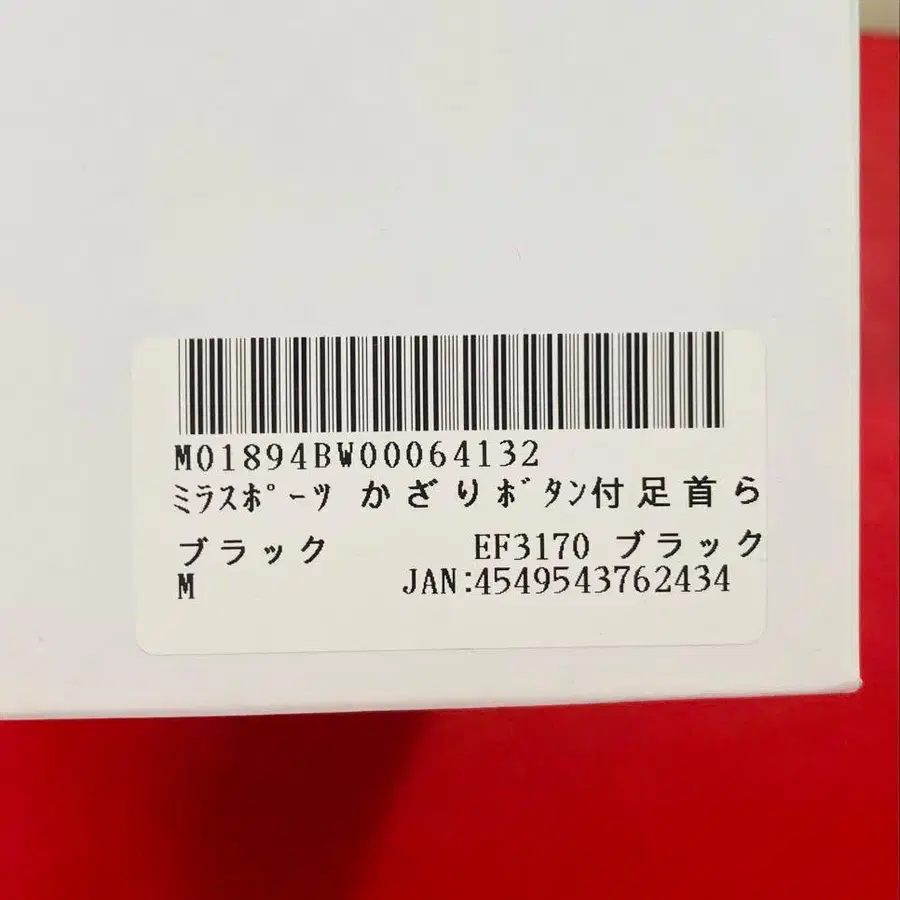 M01894BW00064132
ﾐﾗｽﾎﾟｰﾂ かざりﾎﾞﾀﾝ付足首ら
ブラック EF3170 ブラック
M JAN:4549543762434